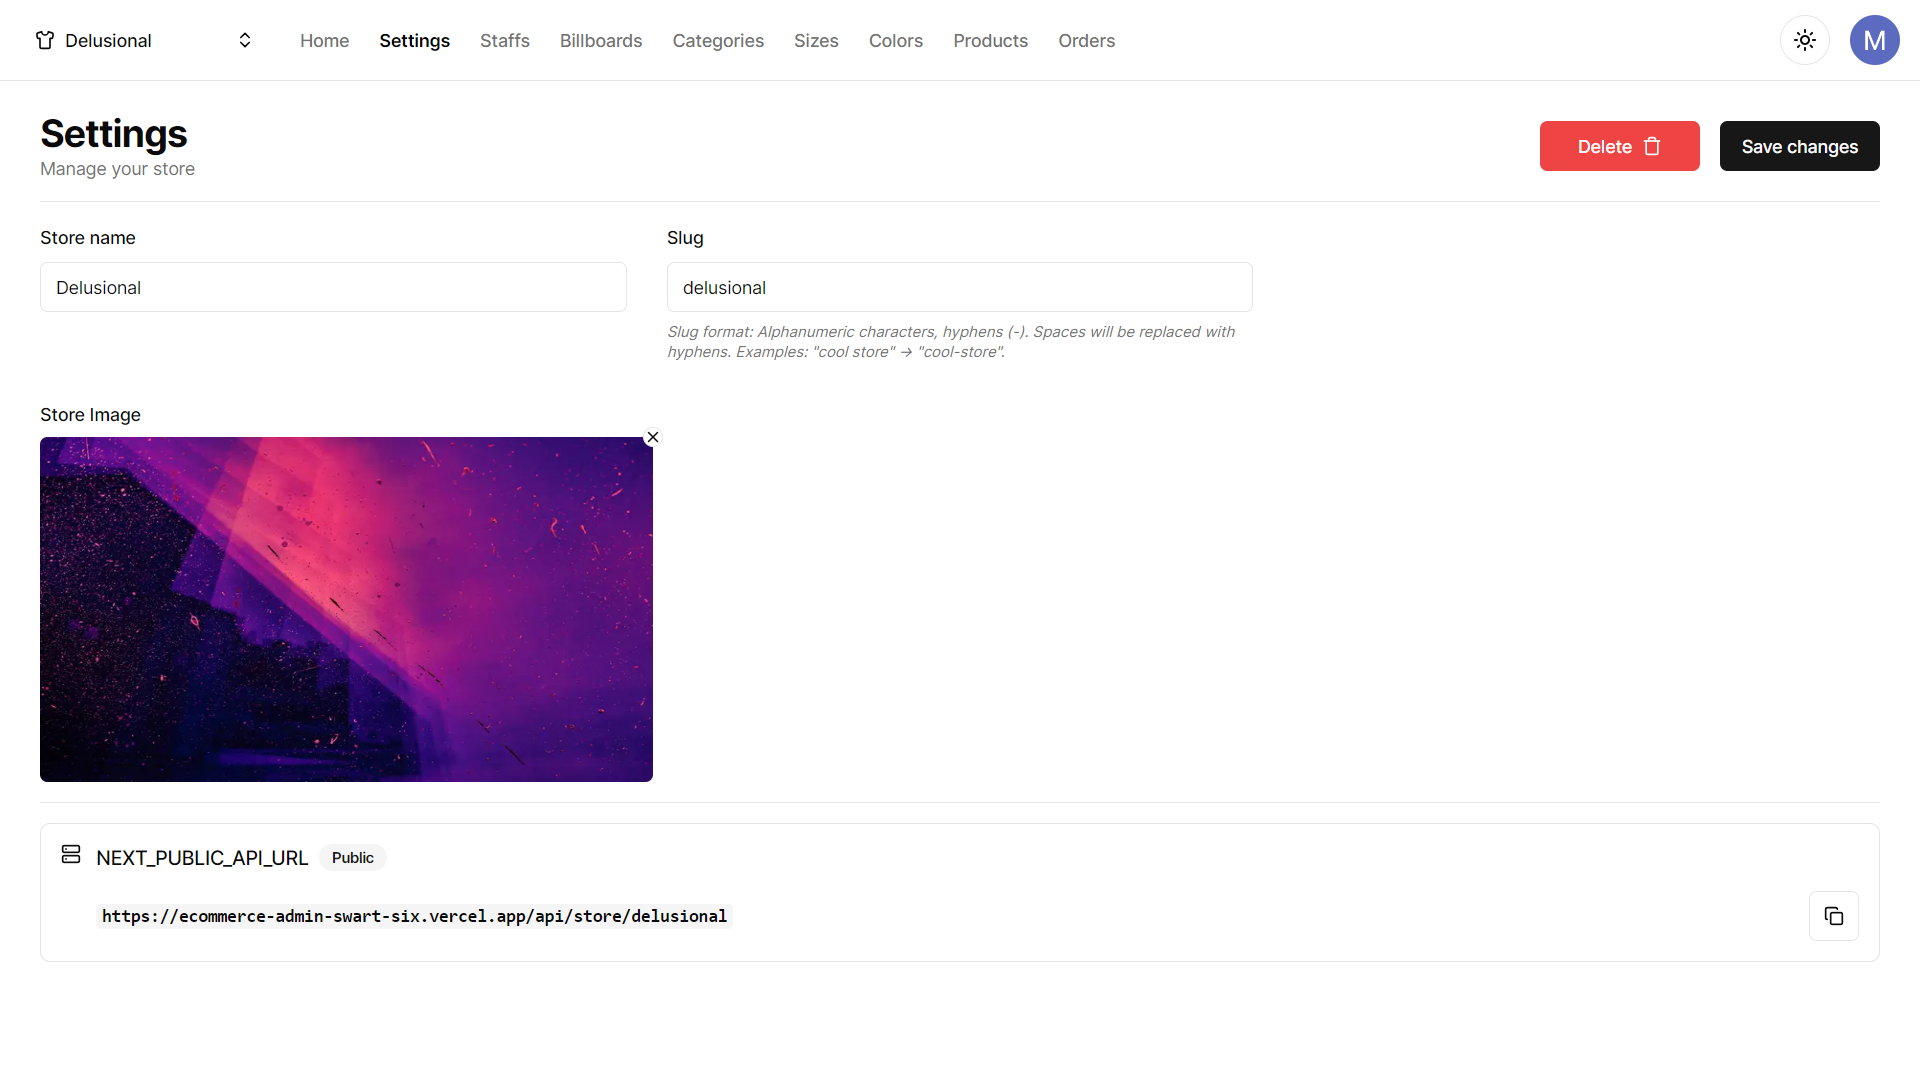 Delusional
Home
Settings
Staffs
Billboards
Categories
Sizes
Colors
Products
Orders
M
Settings
Manage your store
Delete
Save changes
Store name
Delusional
Slug
delusional
Slug format: Alphanumeric characters, hyphens (-). Spaces will be replaced with
hyphens. Examples: "cool store" → "cool-store".
Store Image
NEXT_PUBLIC_API_URL
Public
https://ecommerce-admin-swart-six.vercel.app/api/store/delusional